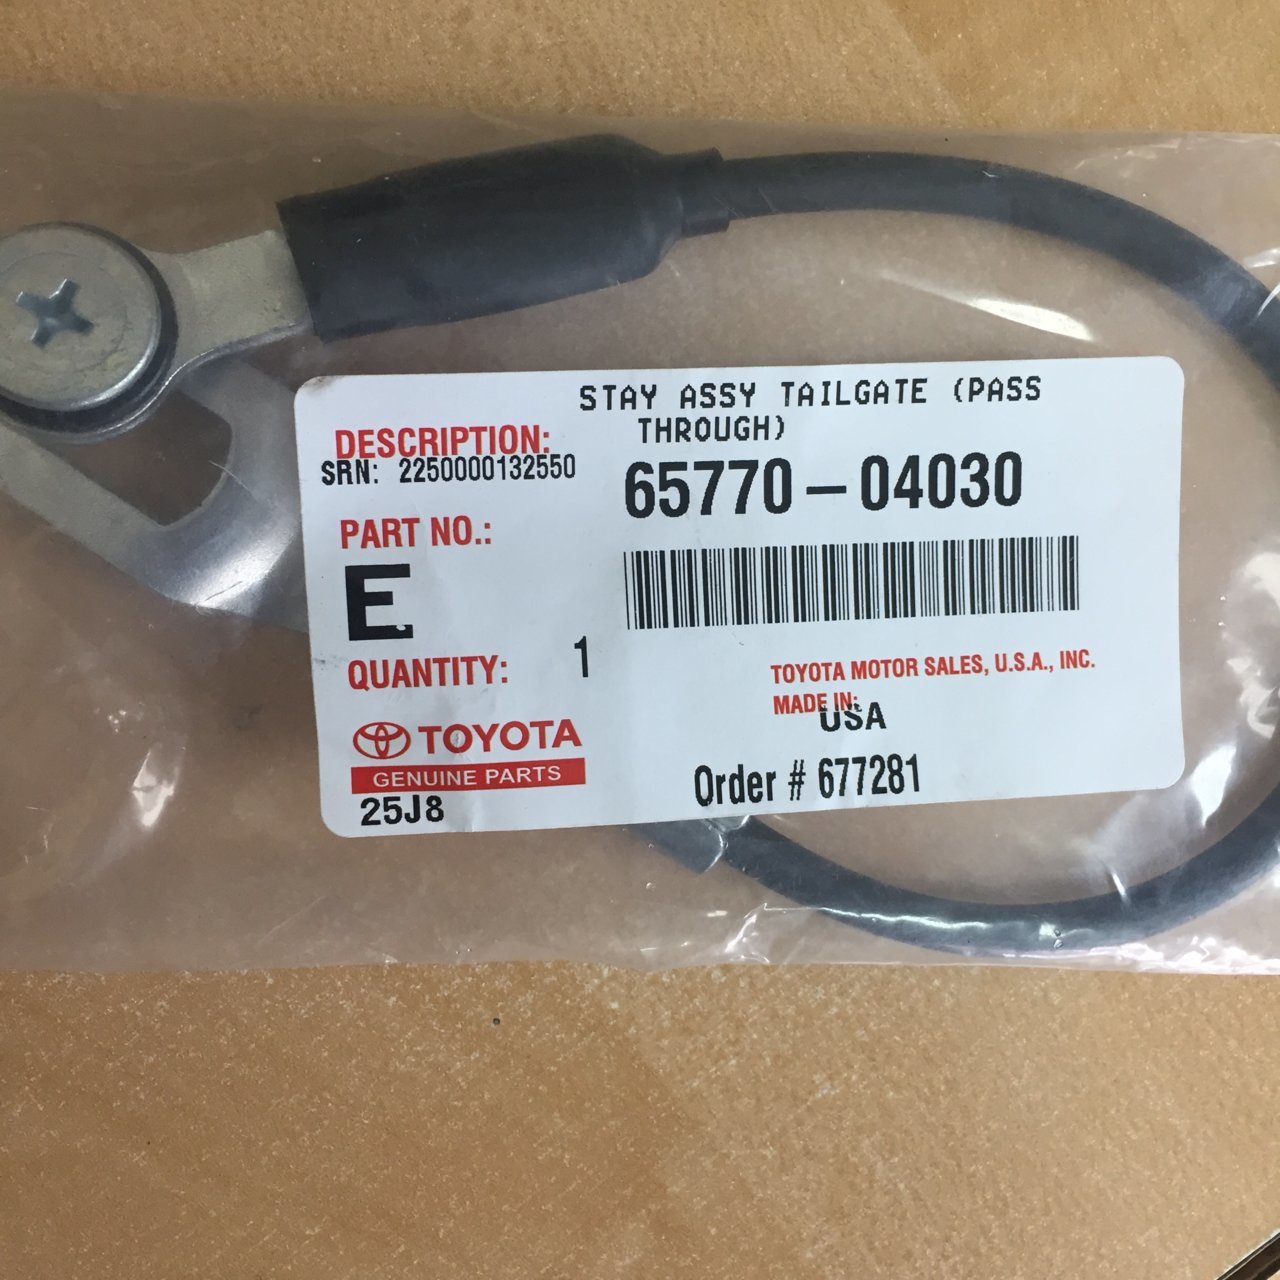 STAY ASSY TAILGATE (PASS
THROUGH)
DESCRIPTION:
SRN: 2250000132550
65770-04030
PART NO.:
E
QUANTITY: 1
TOYOTA MOTOR SALES, U.S.A., INC.
MADE IN:
USA
TOYOTA
GENUINE PARTS
25J8
Order # 677281